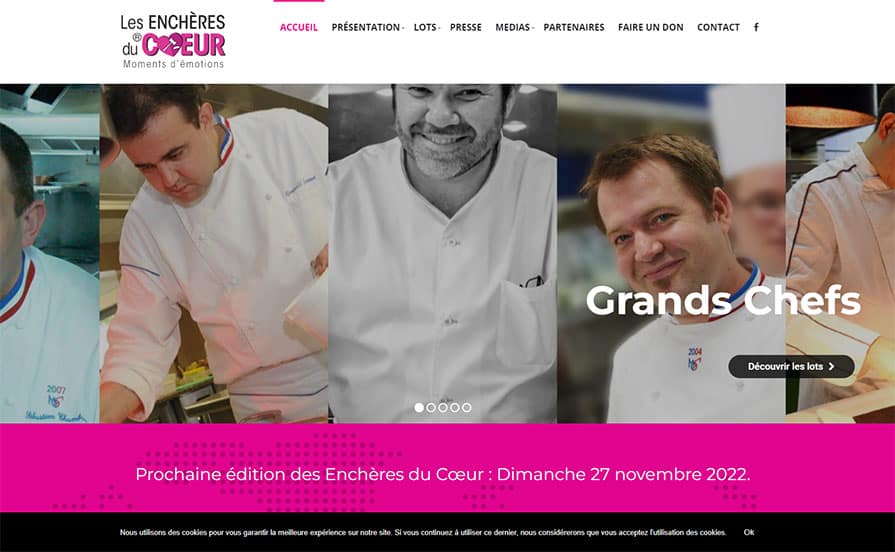 Les ENCHÈRES
du ® CŒUR
Moments d'émotions
ACCUEIL PRÉSENTATION LOTS PRESSE MEDIAS PARTENAIRES FAIRE UN DON CONTACT f
2007
2004
Grands Chefs
Découvrir les lots
Prochaine édition des Enchères du Cœur : Dimanche 27 novembre 2022.
Nous utilisons des cookies pour vous garantir la meilleure expérience sur notre site. Si vous continuez à utiliser ce dernier, nous considérerons que vous acceptez l'utilisation des cookies. Ok